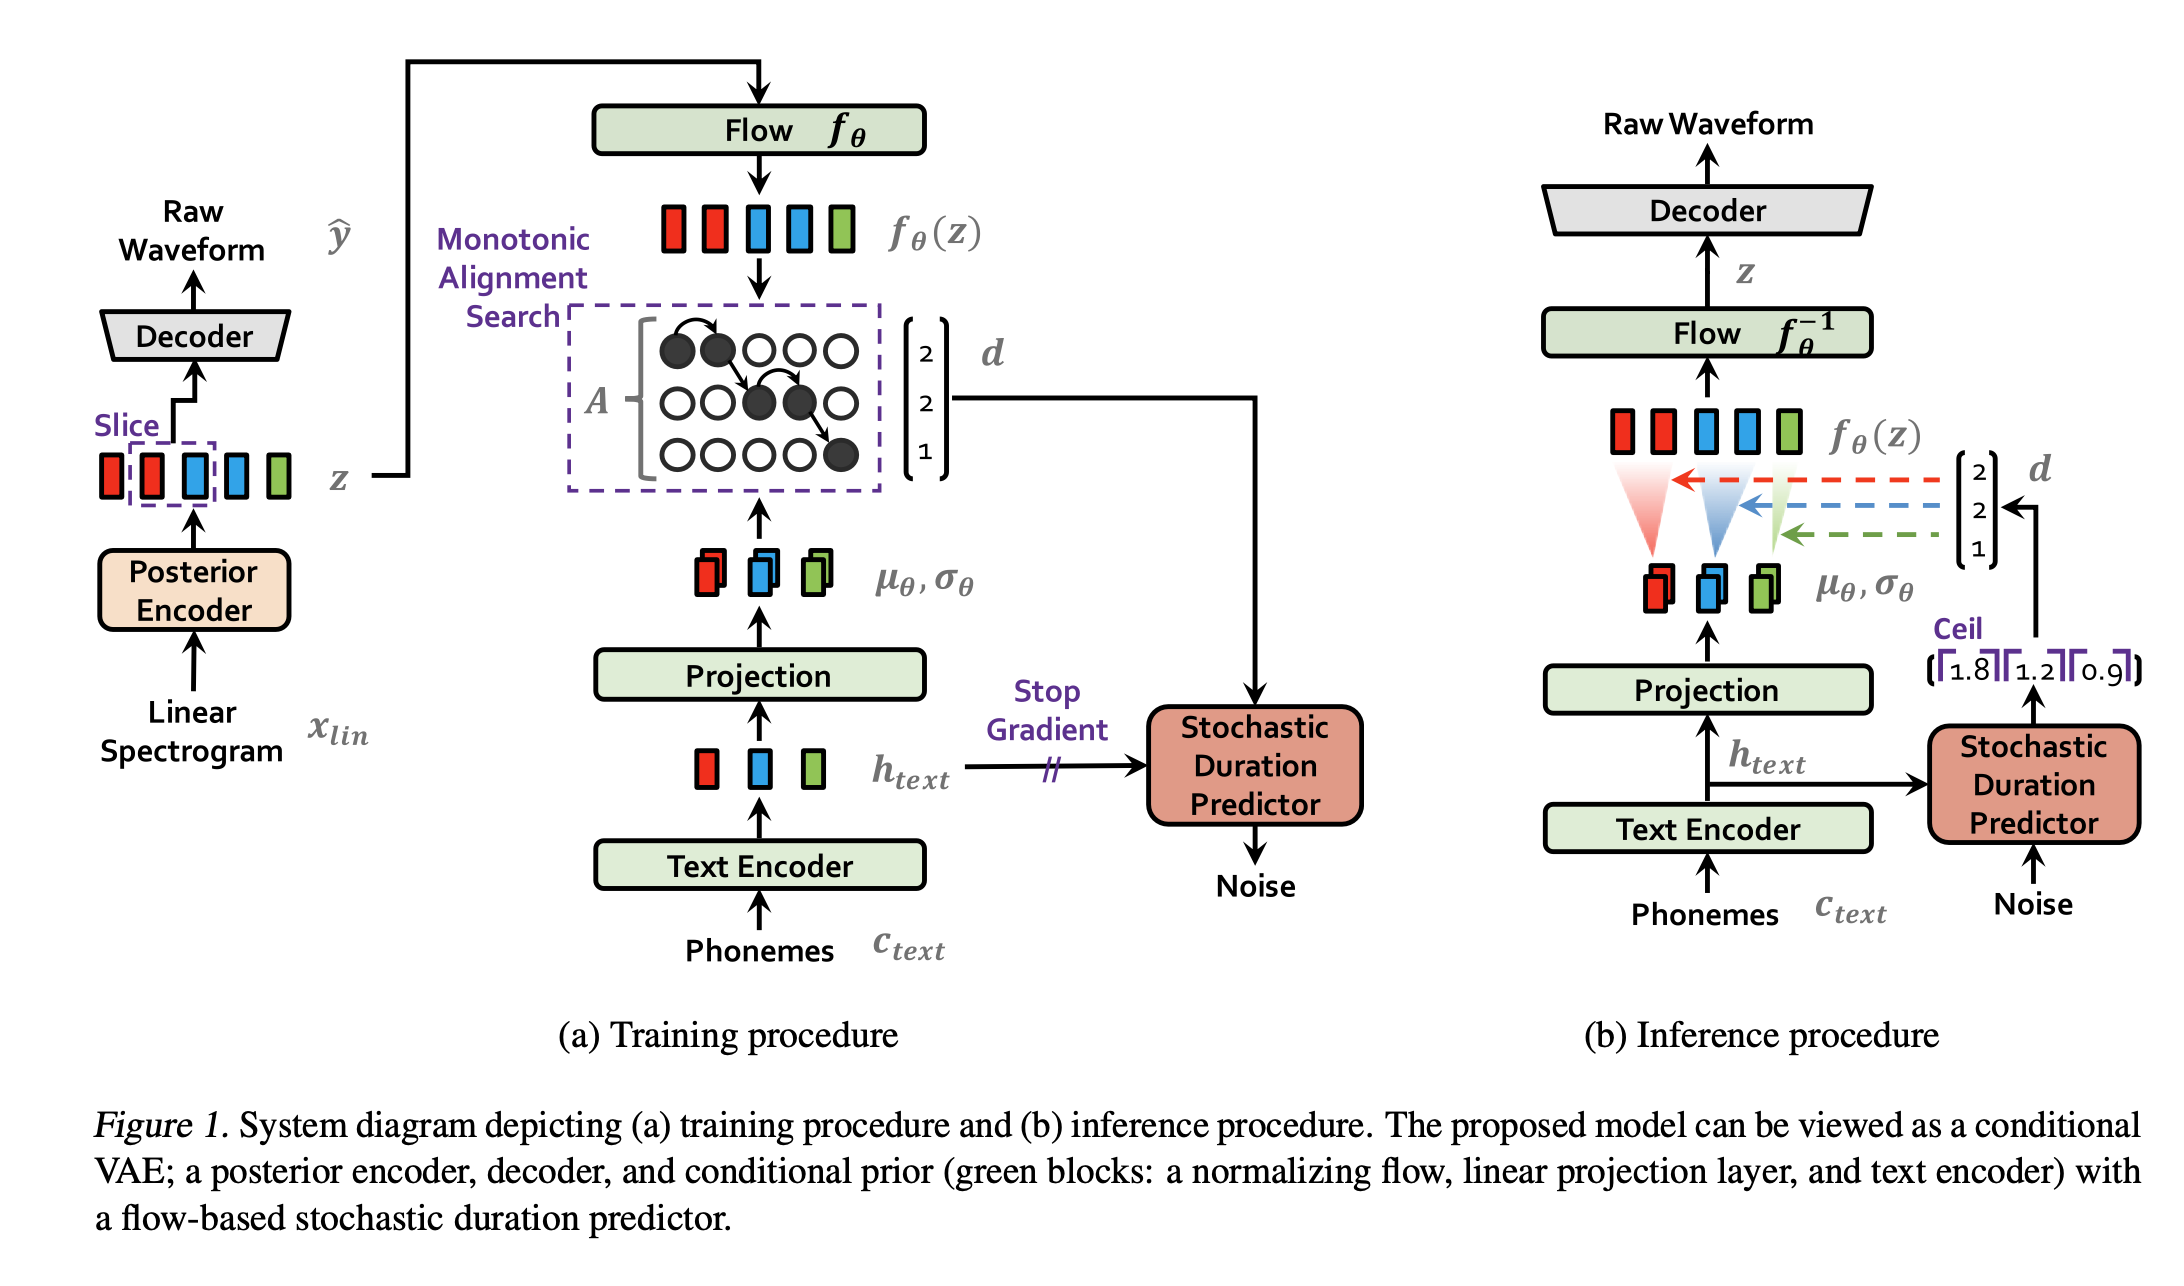 Flow f_θ
Raw
Waveform
ŷ
Monotonic
Alignment
Search
f_θ(z)
Decoder
A
2
2
1
d
Slice
z
Posterior
Encoder
μ_θ, σ_θ
Linear
Spectrogram
x_lin
Projection
Stop
Gradient
h_text
Stochastic
Duration
Predictor
Text Encoder
Noise
Phonemes
c_text
(a) Training procedure
Raw Waveform
Decoder
z
Flow f_θ^{-1}
f_θ(z)
2
2
1
d
μ_θ, σ_θ
Ceil
⌈1.8⌉ ⌈1.2⌉ ⌈0.9⌉
Projection
h_text
Stochastic
Duration
Predictor
Text Encoder
Phonemes
c_text
Noise
(b) Inference procedure
Figure 1. System diagram depicting (a) training procedure and (b) inference procedure. The proposed model can be viewed as a conditional
VAE; a posterior encoder, decoder, and conditional prior (green blocks: a normalizing flow, linear projection layer, and text encoder) with
a flow-based stochastic duration predictor.